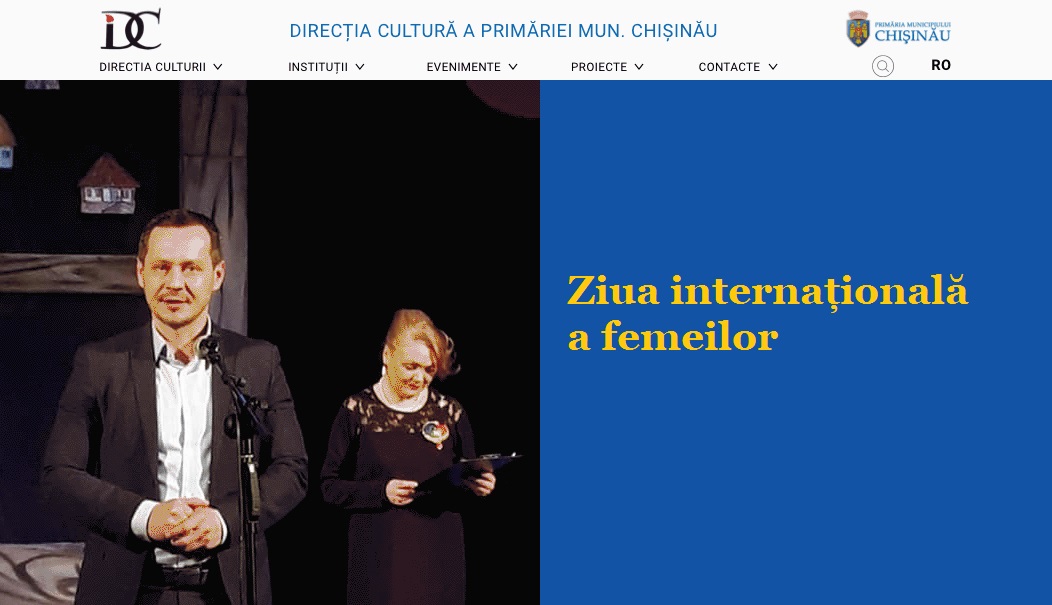 DC
DIRECȚIA CULTURĂ A PRIMĂRIEI MUN. CHIȘINĂU
PRIMĂRIA MUNICIPIULUI
CHIȘINĂU
DIRECTIA CULTURII
INSTITUȚII
EVENIMENTE
PROIECTE
CONTACTE
RO
Ziua internațională
a femeilor